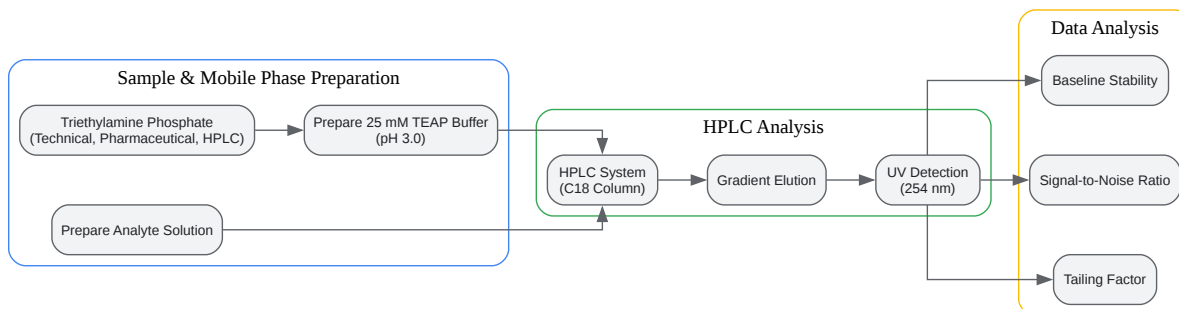 Sample & Mobile Phase Preparation
Triethylamine Phosphate
(Technical, Pharmaceutical, HPLC)
Prepare 25 mM TEAP Buffer
(pH 3.0)
Prepare Analyte Solution
HPLC Analysis
HPLC System
(C18 Column)
Gradient Elution
UV Detection
(254 nm)
Data Analysis
Baseline Stability
Signal-to-Noise Ratio
Tailing Factor